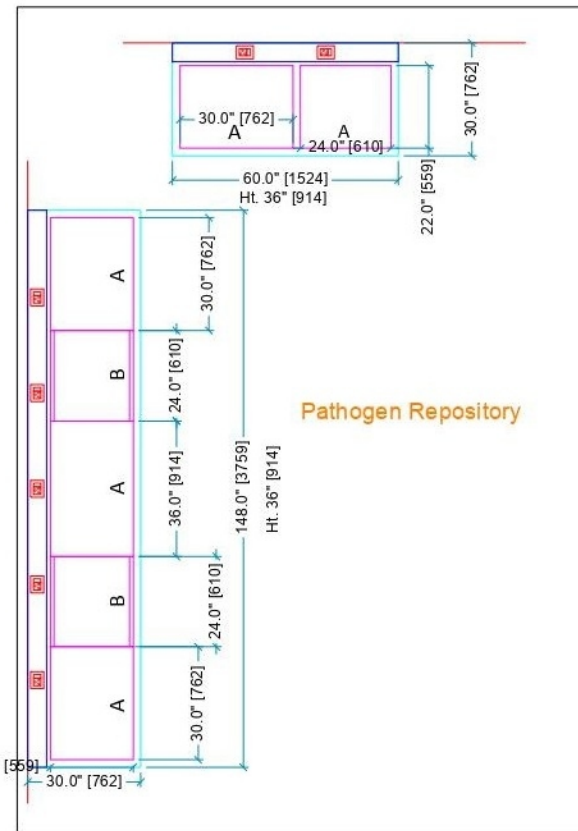 30.0" [762]
A
A
24.0" [610]
30.0" [762]
22.0" [559]
60.0" [1524]
Ht. 36" [914]
A
30.0" [762]
B
24.0" [610]
A
36.0" [914]
148.0" [3759]
Ht. 36" [914]
Pathogen Repository
B
24.0" [610]
A
30.0" [762]
[559]
30.0" [762]